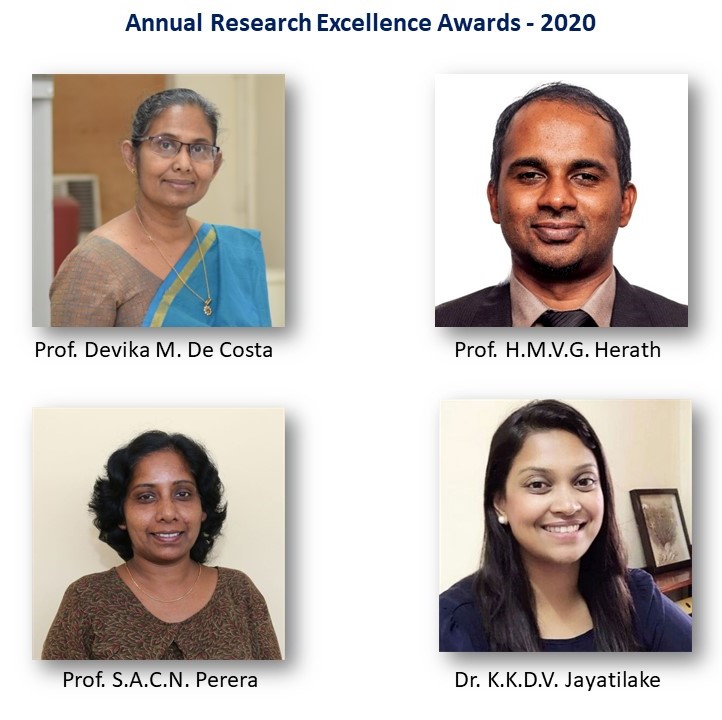 Annual Research Excellence Awards - 2020
Prof. Devika M. De Costa
Prof. H.M.V.G. Herath
Prof. S.A.C.N. Perera
Dr. K.K.D.V. Jayatilake